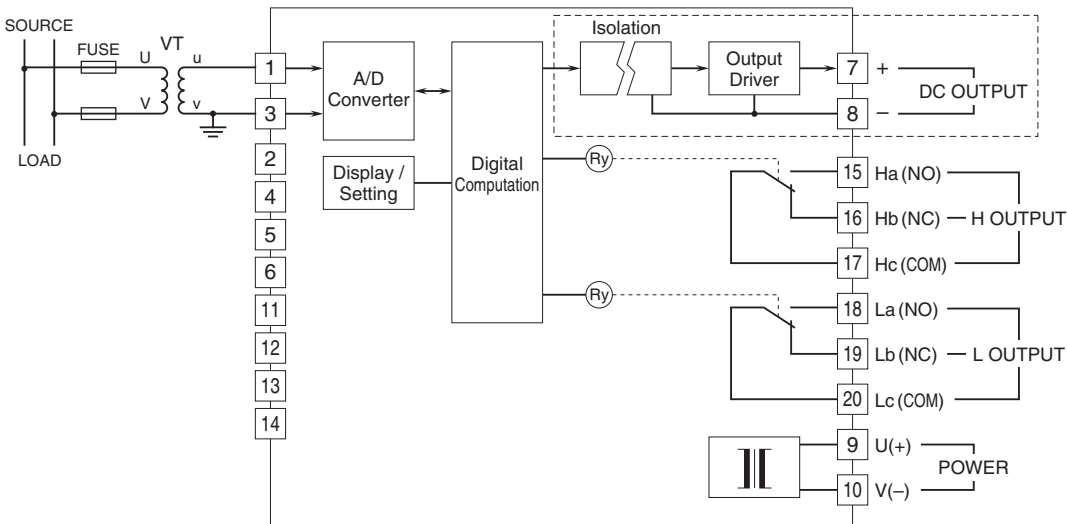 SOURCE
FUSE
VT
U
u
V
v
LOAD
1
3
2
4
5
6
11
12
13
14
A/D
Converter
Display /
Setting
Digital
Computation
Isolation
Output
Driver
Ry
Ry
7 +
8 −
DC OUTPUT
15 Ha (NO)
16 Hb (NC)
17 Hc (COM)
H OUTPUT
18 La (NO)
19 Lb (NC)
20 Lc (COM)
L OUTPUT
9 U(+)
10 V(–)
POWER